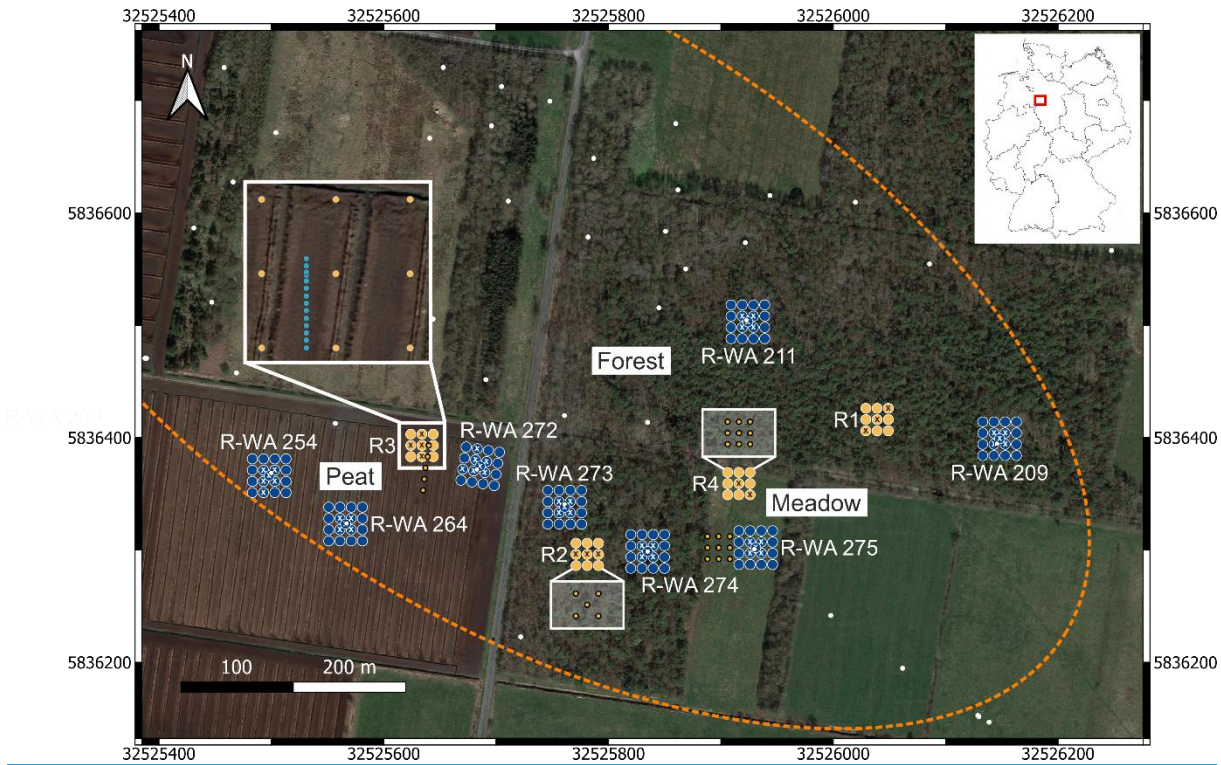 32525400 32525600 32525800 32526000 32526200
N
5836600 5836600
R-WA 211
Forest
R1
R-WA 272
R-WA 254
R3
5836400 5836400
Peat
R-WA 273
R4
R-WA 209
Meadow
R-WA 264
R2
R-WA 275
R-WA 274
5836200 5836200
100 200 m
32525400 32525600 32525800 32526000 32526200